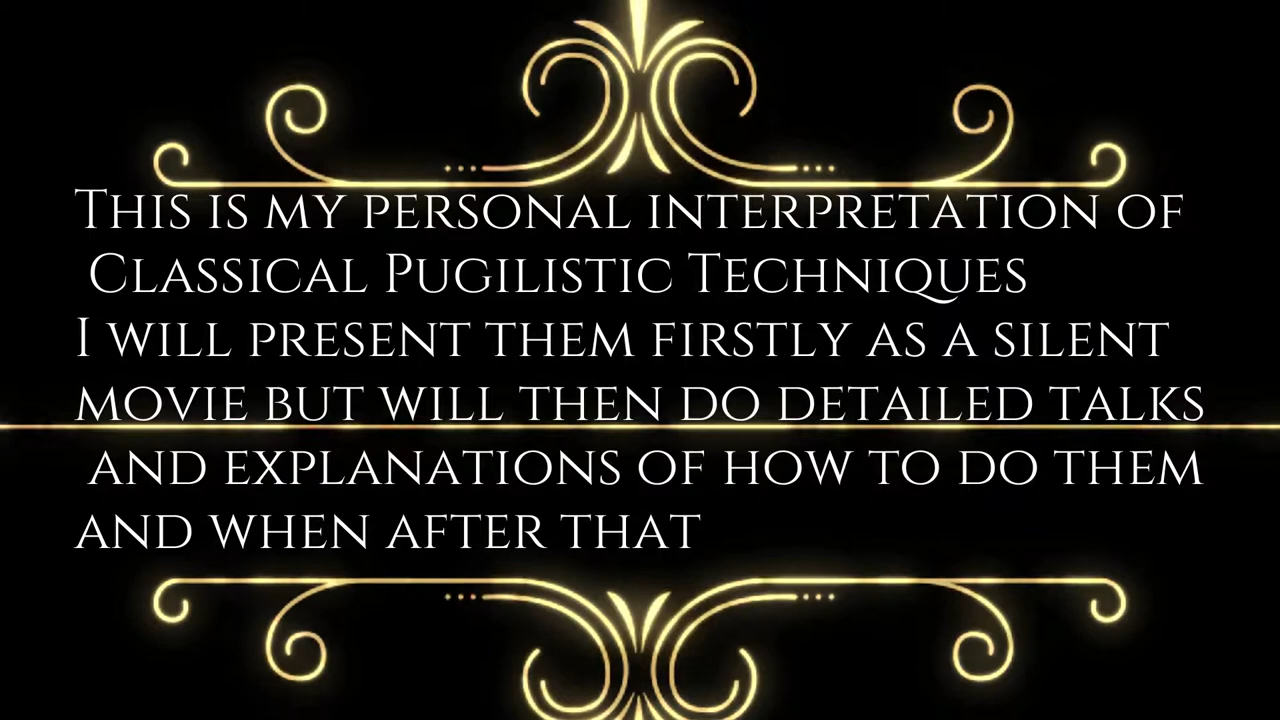 This is my personal interpretation of
Classical Pugilistic Techniques
I will present them firstly as a silent
movie but will then do detailed talks
and explanations of how to do them
and when after that